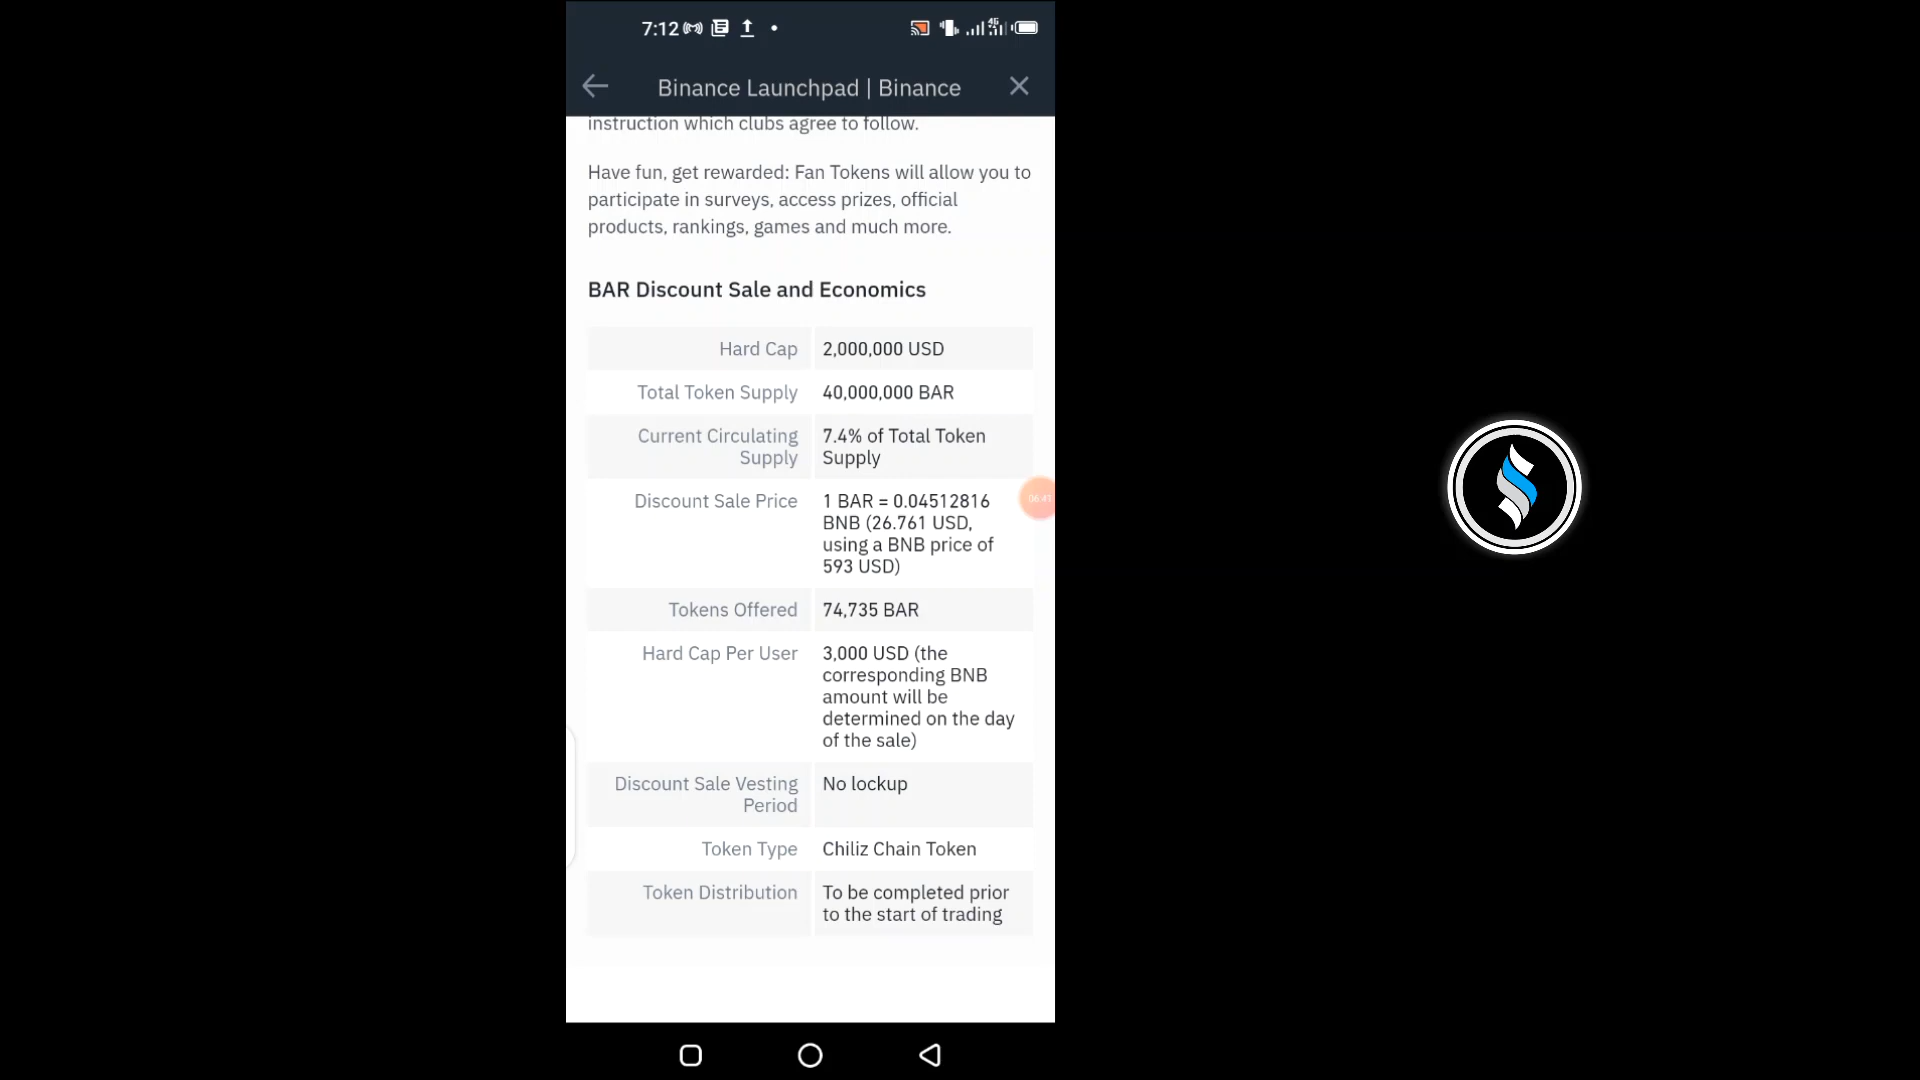 7:12
4G
Binance Launchpad | Binance
instruction which clubs agree to follow.
Have fun, get rewarded: Fan Tokens will allow you to
participate in surveys, access prizes, official
products, rankings, games and much more.
BAR Discount Sale and Economics
Hard Cap
2,000,000 USD
Total Token Supply
40,000,000 BAR
Current Circulating
Supply
7.4% of Total Token
Supply
Discount Sale Price
1 BAR = 0.04512816
BNB (26.761 USD,
using a BNB price of
593 USD)
06:41
Tokens Offered
74,735 BAR
Hard Cap Per User
3,000 USD (the
corresponding BNB
amount will be
determined on the day
of the sale)
Discount Sale Vesting
Period
No lockup
Token Type
Chiliz Chain Token
Token Distribution
To be completed prior
to the start of trading